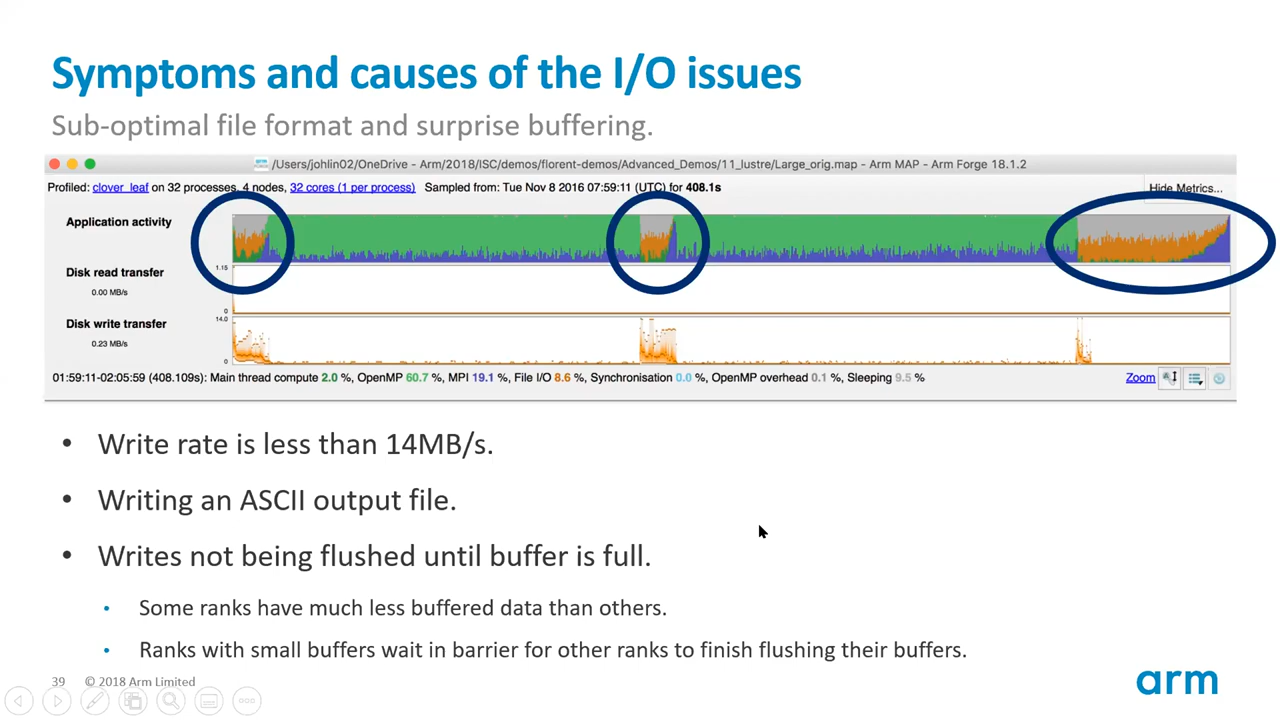 Symptoms and causes of the I/O issues
Sub-optimal file format and surprise buffering.
/Users/johlin02/OneDrive - Arm/2018/ISC/demos/florent-demos/Advanced_Demos/11_lustre/Large_orig.map - Arm MAP - Arm Forge 18.1.2
Profiled: clover_leaf on 32 processes, 4 nodes, 32 cores (1 per process) Sampled from: Tue Nov 8 2016 07:59:11 (UTC) for 408.1s Hide Metrics...
Application activity
Disk read transfer
1.15
0.00 MB/s
0
Disk write transfer
14.0
0.23 MB/s
0
01:59:11-02:05:59 (408.109s): Main thread compute 2.0 %, OpenMP 60.7 %, MPI 19.1 %, File I/O 8.6 %, Synchronisation 0.0 %, OpenMP overhead 0.1 %, Sleeping 9.5 % Zoom
• Write rate is less than 14MB/s.
• Writing an ASCII output file.
• Writes not being flushed until buffer is full.
• Some ranks have much less buffered data than others.
• Ranks with small buffers wait in barrier for other ranks to finish flushing their buffers.
39 © 2018 Arm Limited
arm